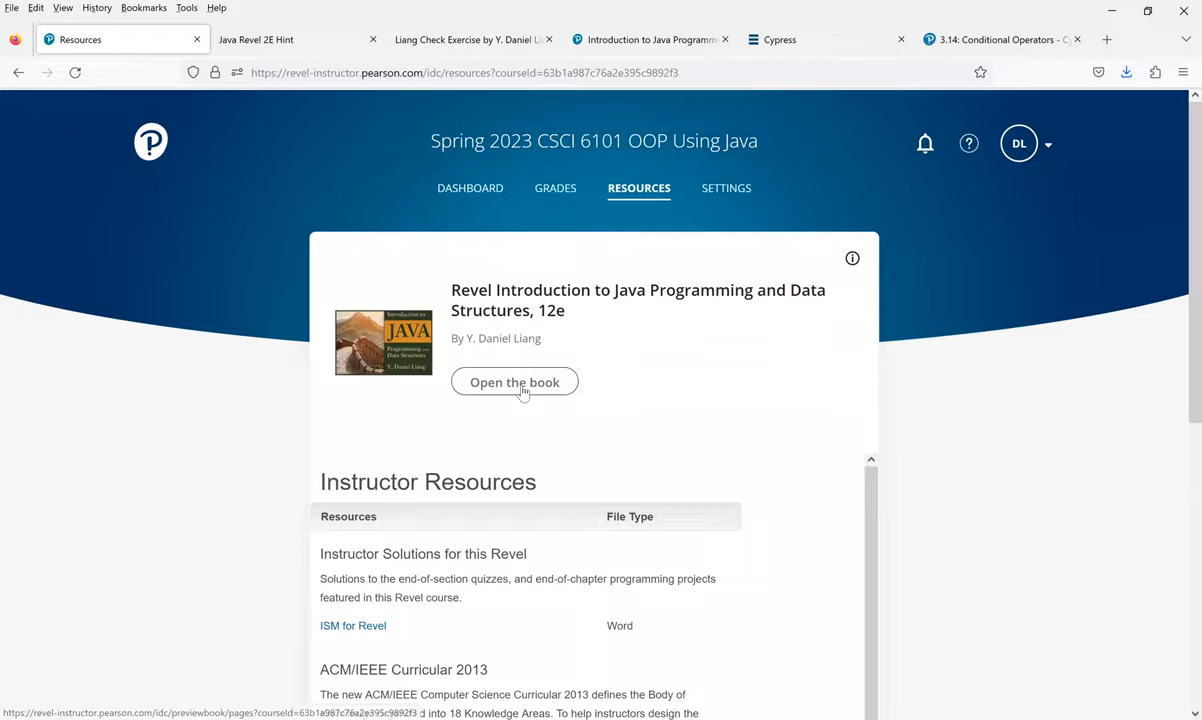 File Edit View History Bookmarks Tools Help
Resources
Java Revel 2E Hint
Liang Check Exercise by Y. Daniel Li
Introduction to Java Programm
Cypress
3.14: Conditional Operators - Cy
https://revel-instructor.pearson.com/idc/resources?courseId=63b1a987c76a2e395c9892f3
P
Spring 2023 CSCI 6101 OOP Using Java
DL
DASHBOARD GRADES RESOURCES SETTINGS
Revel Introduction to Java Programming and Data
Structures, 12e
Introduction to
JAVA
Programming and
Data Structures
Y. Daniel Liang
By Y. Daniel Liang
Open the book
Instructor Resources
Resources File Type
Instructor Solutions for this Revel
Solutions to the end-of-section quizzes, and end-of-chapter programming projects
featured in this Revel course.
ISM for Revel Word
ACM/IEEE Curricular 2013
The new ACM/IEEE Computer Science Curricular 2013 defines the Body of
d into 18 Knowledge Areas. To help instructors design the
https://revel-instructor.pearson.com/idc/previewbook/pages?courseId=63b1a987c76a2e395c9892f3